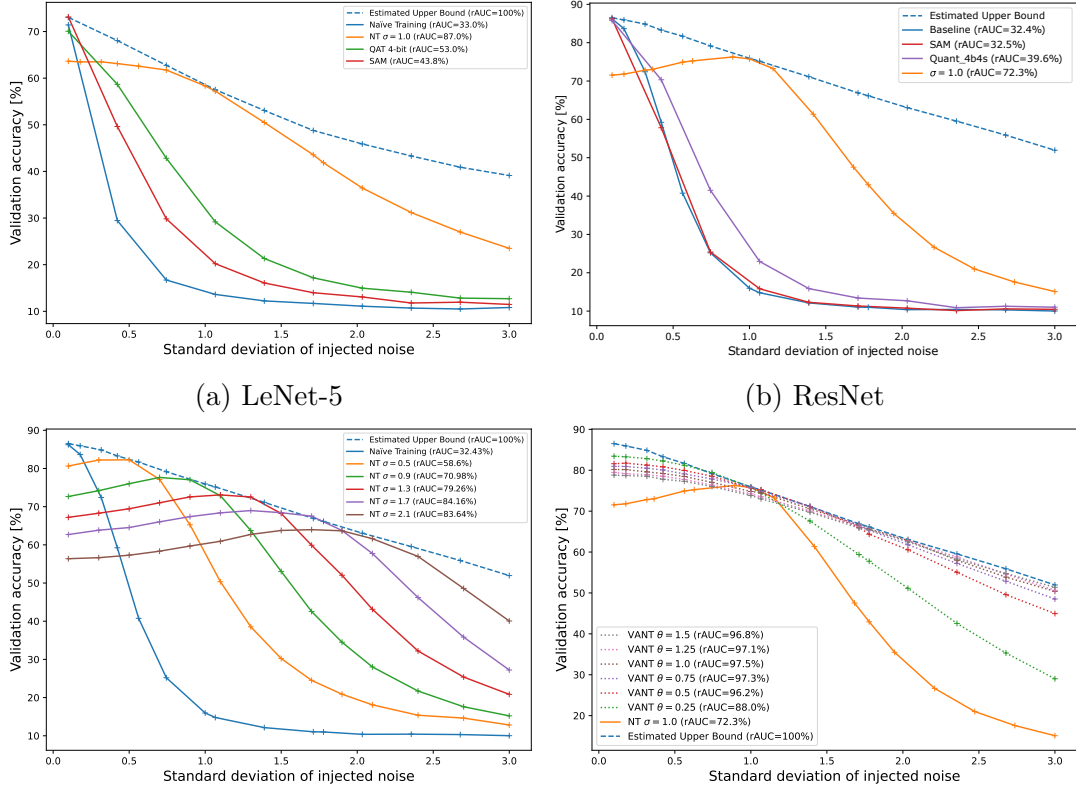 Validation accuracy [%]
70
60
50
40
30
20
10
0.0 0.5 1.0 1.5 2.0 2.5 3.0
Standard deviation of injected noise
Estimated Upper Bound (rAUC=100%)
Naïve Training (rAUC=33.0%)
NT σ = 1.0 (rAUC=87.0%)
QAT 4-bit (rAUC=53.0%)
SAM (rAUC=43.8%)
(a) LeNet-5
Validation accuracy [%]
90
80
70
60
50
40
30
20
10
0.0 0.5 1.0 1.5 2.0 2.5 3.0
Standard deviation of injected noise
Estimated Upper Bound
Baseline (rAUC=32.4%)
SAM (rAUC=32.5%)
Quant_4b4s (rAUC=39.6%)
σ = 1.0 (rAUC=72.3%)
(b) ResNet
Validation accuracy [%]
90
80
70
60
50
40
30
20
10
0.0 0.5 1.0 1.5 2.0 2.5 3.0
Standard deviation of injected noise
Estimated Upper Bound (rAUC=100%)
Naïve Training (rAUC=32.43%)
NT σ = 0.5 (rAUC=58.6%)
NT σ = 0.9 (rAUC=70.98%)
NT σ = 1.3 (rAUC=79.26%)
NT σ = 1.7 (rAUC=84.16%)
NT σ = 2.1 (rAUC=83.64%)
Validation accuracy [%]
90
80
70
60
50
40
30
20
0.0 0.5 1.0 1.5 2.0 2.5 3.0
Standard deviation of injected noise
VANT θ = 1.5 (rAUC=96.8%)
VANT θ = 1.25 (rAUC=97.1%)
VANT θ = 1.0 (rAUC=97.5%)
VANT θ = 0.75 (rAUC=97.3%)
VANT θ = 0.5 (rAUC=96.2%)
VANT θ = 0.25 (rAUC=88.0%)
NT σ = 1.0 (rAUC=72.3%)
Estimated Upper Bound (rAUC=100%)